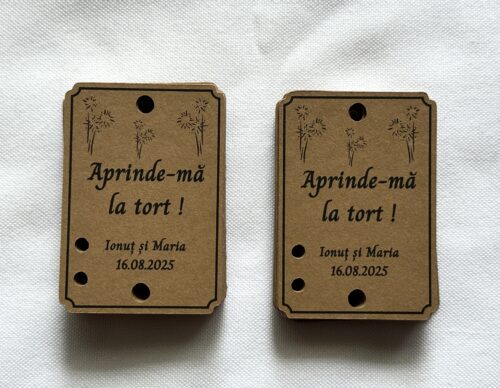 Aprinde-mă
la tort !
Ionuț și Maria
16.08.2025
Aprinde-mă
la tort !
Ionuț și Maria
16.08.2025